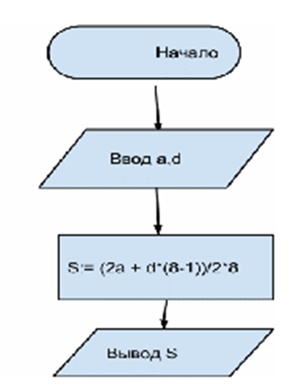 Начало
Ввод a,d
S:= (2a + d*(8-1))/2*8
Вывод S